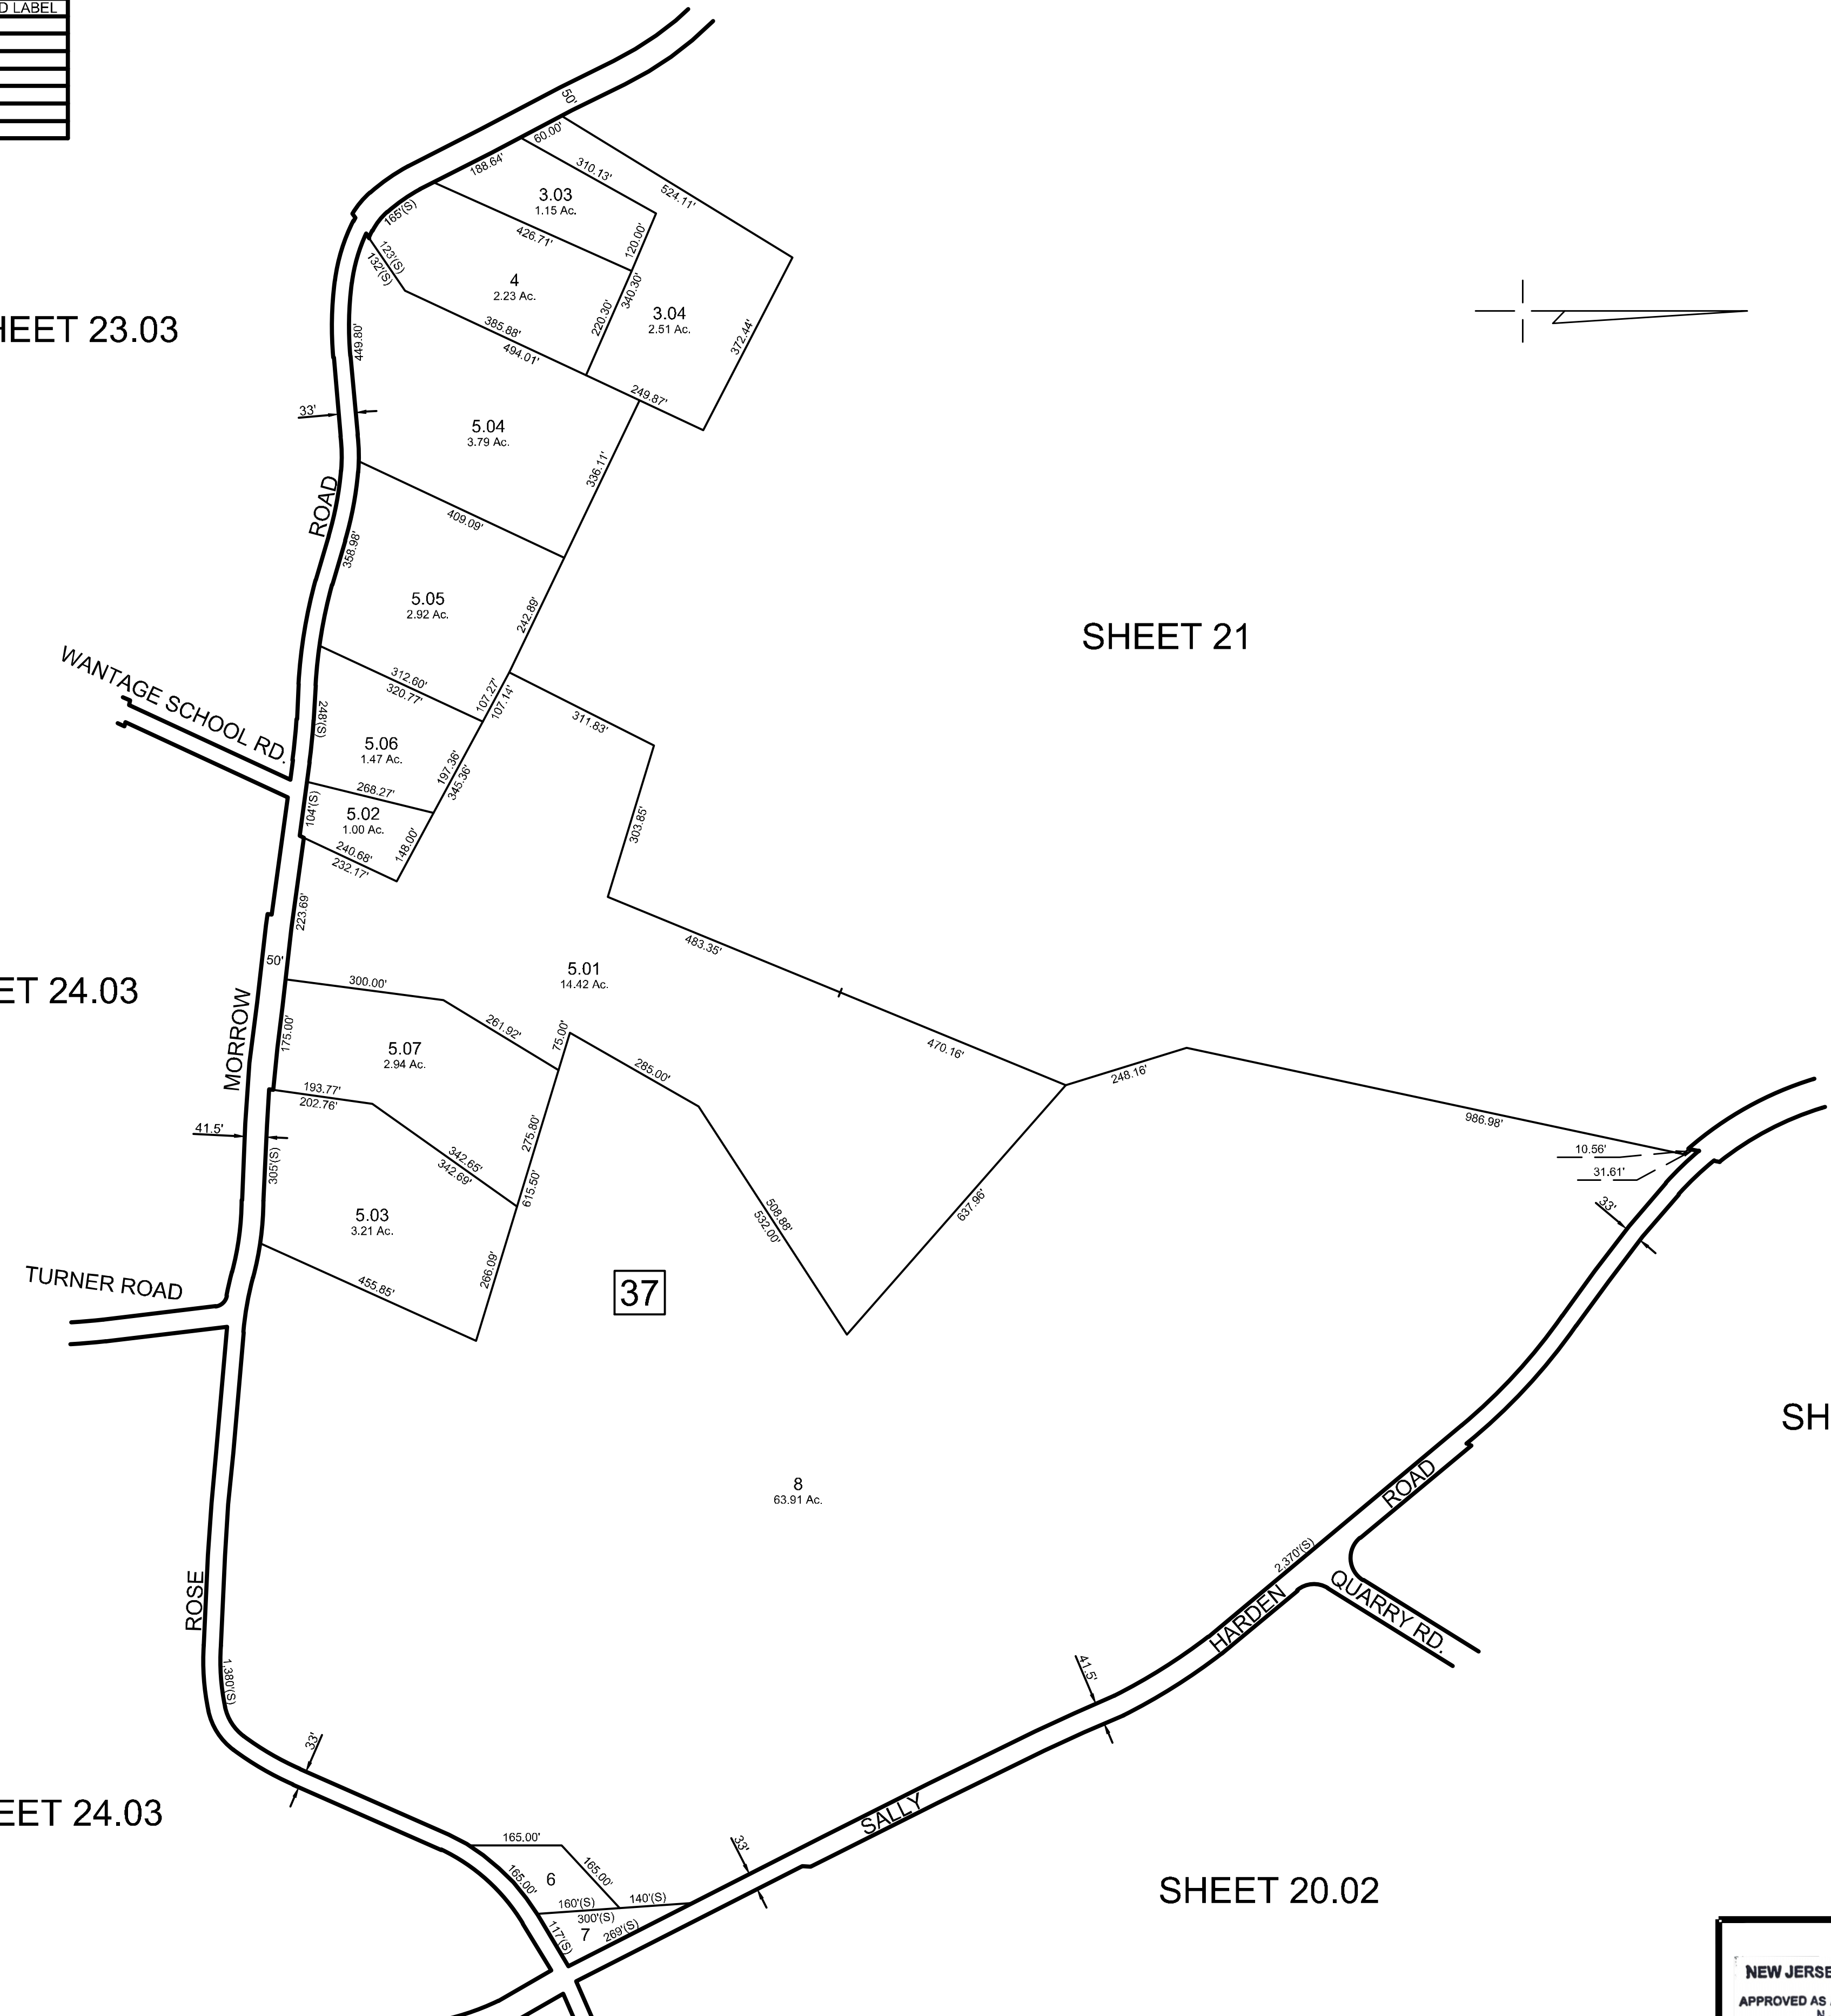 D LABEL
50'
60.00'
188.64'
310.13'
524.11'
3.03
1.15 Ac.
165'(S)
426.71'
120.00'
123'(S)
132'(S)
4
2.23 Ac.
340.30'
220.30'
3.04
2.51 Ac.
HEET 23.03
449.80'
385.88'
494.01'
372.44'
249.87'
33'
5.04
3.79 Ac.
336.11'
ROAD
409.09'
358.98'
5.05
2.92 Ac.
242.89'
SHEET 21
WANTAGE SCHOOL RD.
312.60'
320.77'
107.27'
107.14'
311.83'
248'(S)
5.06
1.47 Ac.
197.36'
345.36'
268.27'
104'(S)
5.02
1.00 Ac.
148.00'
303.85'
240.68'
232.17'
223.69'
483.35'
50'
5.01
14.42 Ac.
300.00'
ET 24.03
MORROW
175.00'
261.92'
75.00'
5.07
2.94 Ac.
285.00'
470.16'
248.16'
193.77'
202.76'
986.98'
41.5'
275.80'
10.56'
305'(S)
342.65'
342.69'
31.61'
615.50'
33'
5.03
3.21 Ac.
508.88'
532.00'
637.96'
266.09'
TURNER ROAD
455.85'
37
SH
8
63.91 Ac.
ROAD
2,370'(S)
ROSE
HARDEN
QUARRY RD.
1,380'(S)
41.5'
33'
EET 24.03
SALLY
165.00'
33'
165.00'
165.00'
6
160'(S)
140'(S)
300'(S)
SHEET 20.02
117'(S)
7
269'(S)
NEW JERSE
APPROVED AS
N